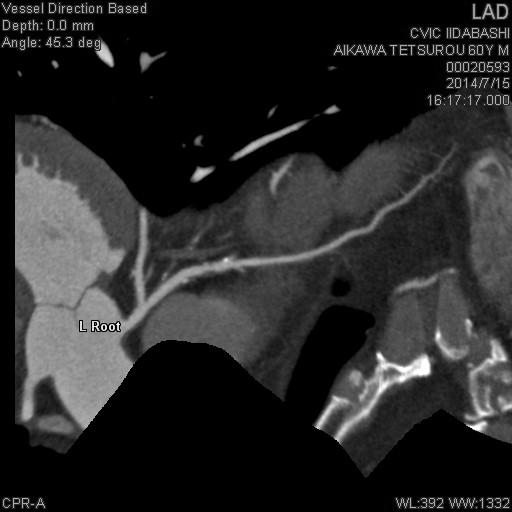 Vessel Direction Based
Depth: 0.0 mm
Angle: 45.3 deg
LAD
CVIC IIDABASHI
AIKAWA TETSUROU 60Y M
00020593
2014/7/15
16:17:17.000
L Root
CPR-A
WL:392 WW:1332